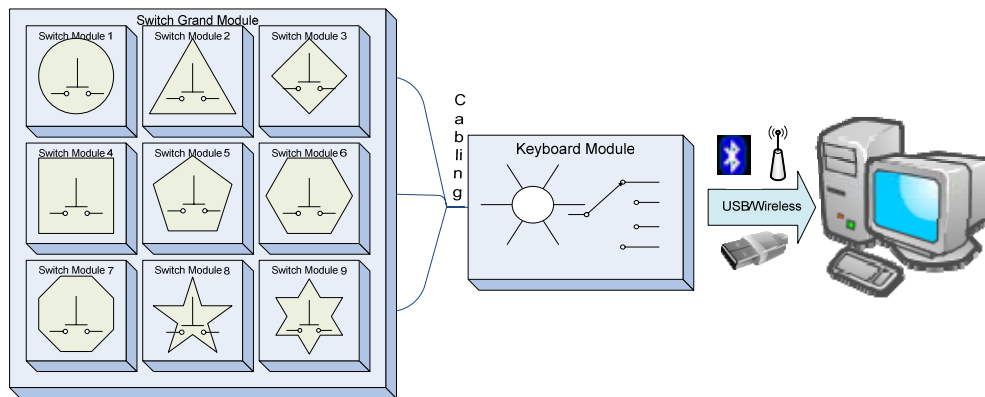 Switch Grand Module
Switch Module 1
Switch Module 2
Switch Module 3
Switch Module 4
Switch Module 5
Switch Module 6
Switch Module 7
Switch Module 8
Switch Module 9
Cabling
Keyboard Module
USB/Wireless